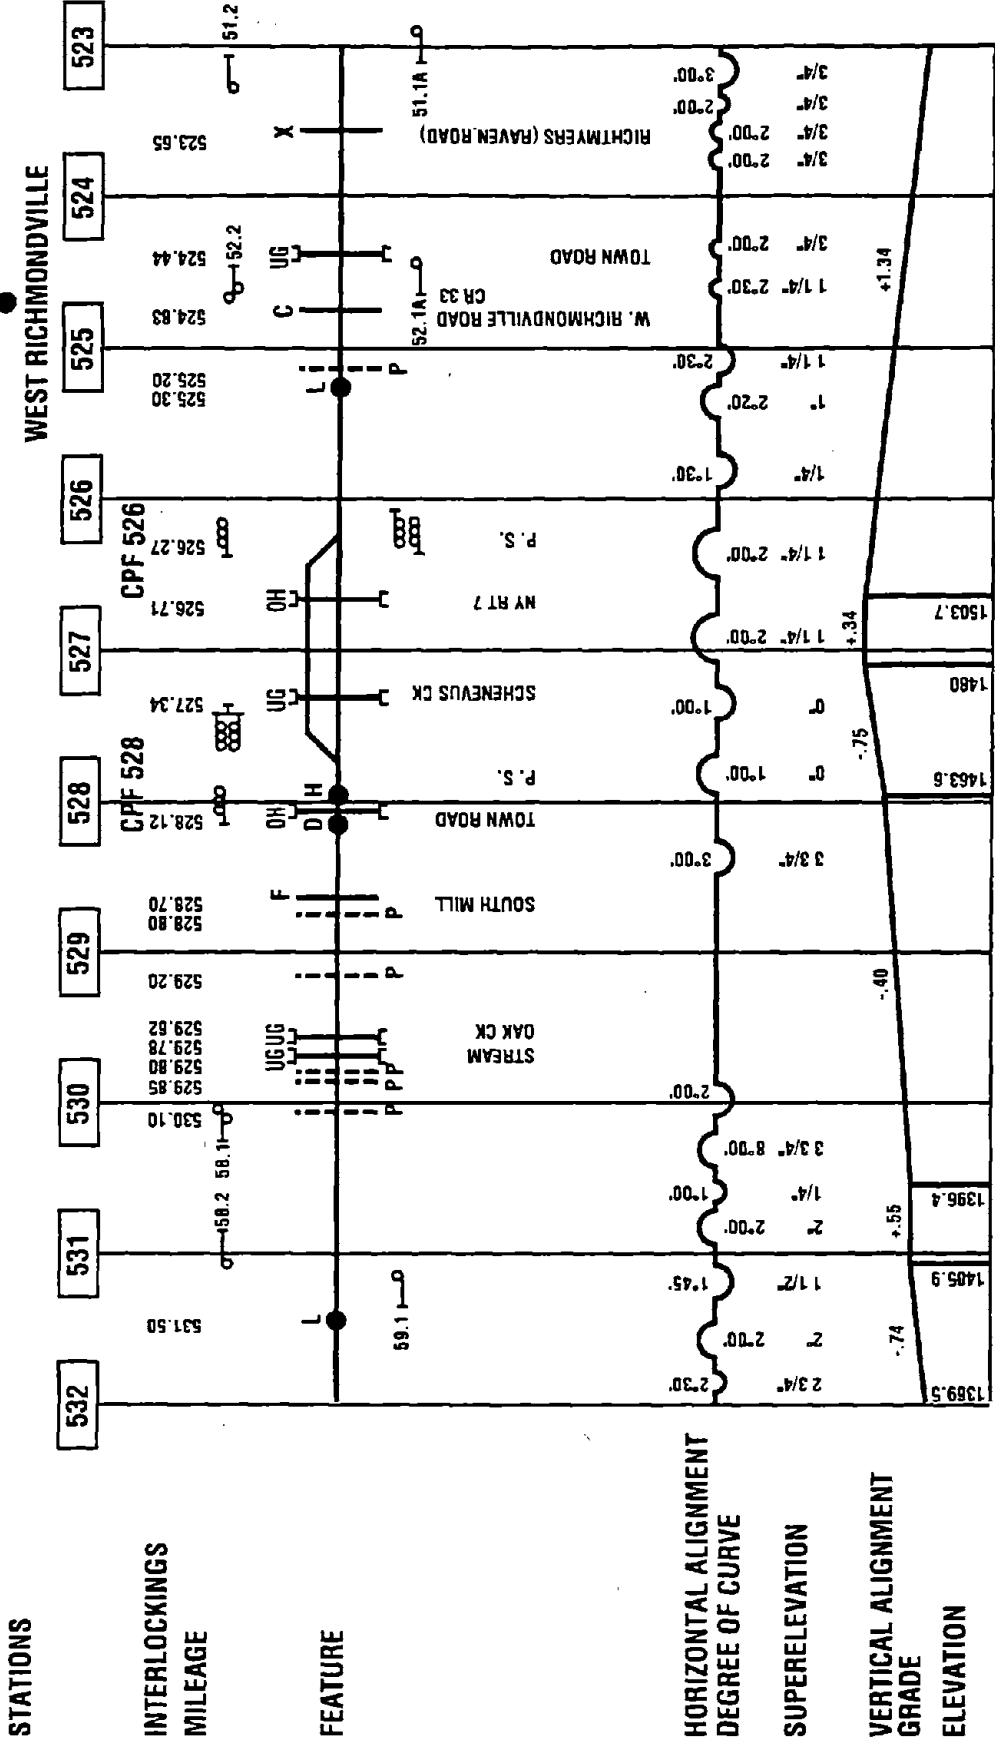 STATIONS
WEST RICHMONDVILLE
532
531
530
529
528
527
526
525
524
523
INTERLOCKINGS
CPF 528
CPF 526
MILEAGE
531.50
530.10
529.85
529.80
529.78
529.62
529.20
528.80
528.70
528.12
527.34
526.71
526.27
525.30
525.20
524.83
524.44
523.65
58.2
58.1
52.2
51.2
FEATURE
L
UG
UG
F
D
OH
H
UG
OH
L
C
UG
X
P
P
P
P
P
P
59.1
52.1A
51.1A
STREAM
OAK CK
SOUTH MILL
TOWN ROAD
P.S.
SCHENEVUS CK
NY RT 7
P.S.
W. RICHMONDVILLE ROAD
CR 33
TOWN ROAD
RICHTMYERS (RAVEN ROAD)
HORIZONTAL ALIGNMENT
DEGREE OF CURVE
2°30'
2°00'
1°45'
2°00'
1°00'
8°00'
2°00'
3°00'
1°00'
1°00'
2°00'
2°00'
1°30'
2°20'
2°30'
2°30'
2°00'
2°00'
2°00'
2°00'
3°00'
SUPERELEVATION
2 3/4"
2"
1 1/2"
2"
1/4"
3 3/4"
3 3/4"
0"
0"
1 1/4"
1 1/4"
1/4"
1"
1 1/4"
1 1/4"
3/4"
3/4"
3/4"
3/4"
3/4"
VERTICAL ALIGNMENT
GRADE
-.74
+.55
-.40
-.75
+.34
+1.34
ELEVATION
1369.5
1405.9
1396.4
1463.6
1480
1503.7